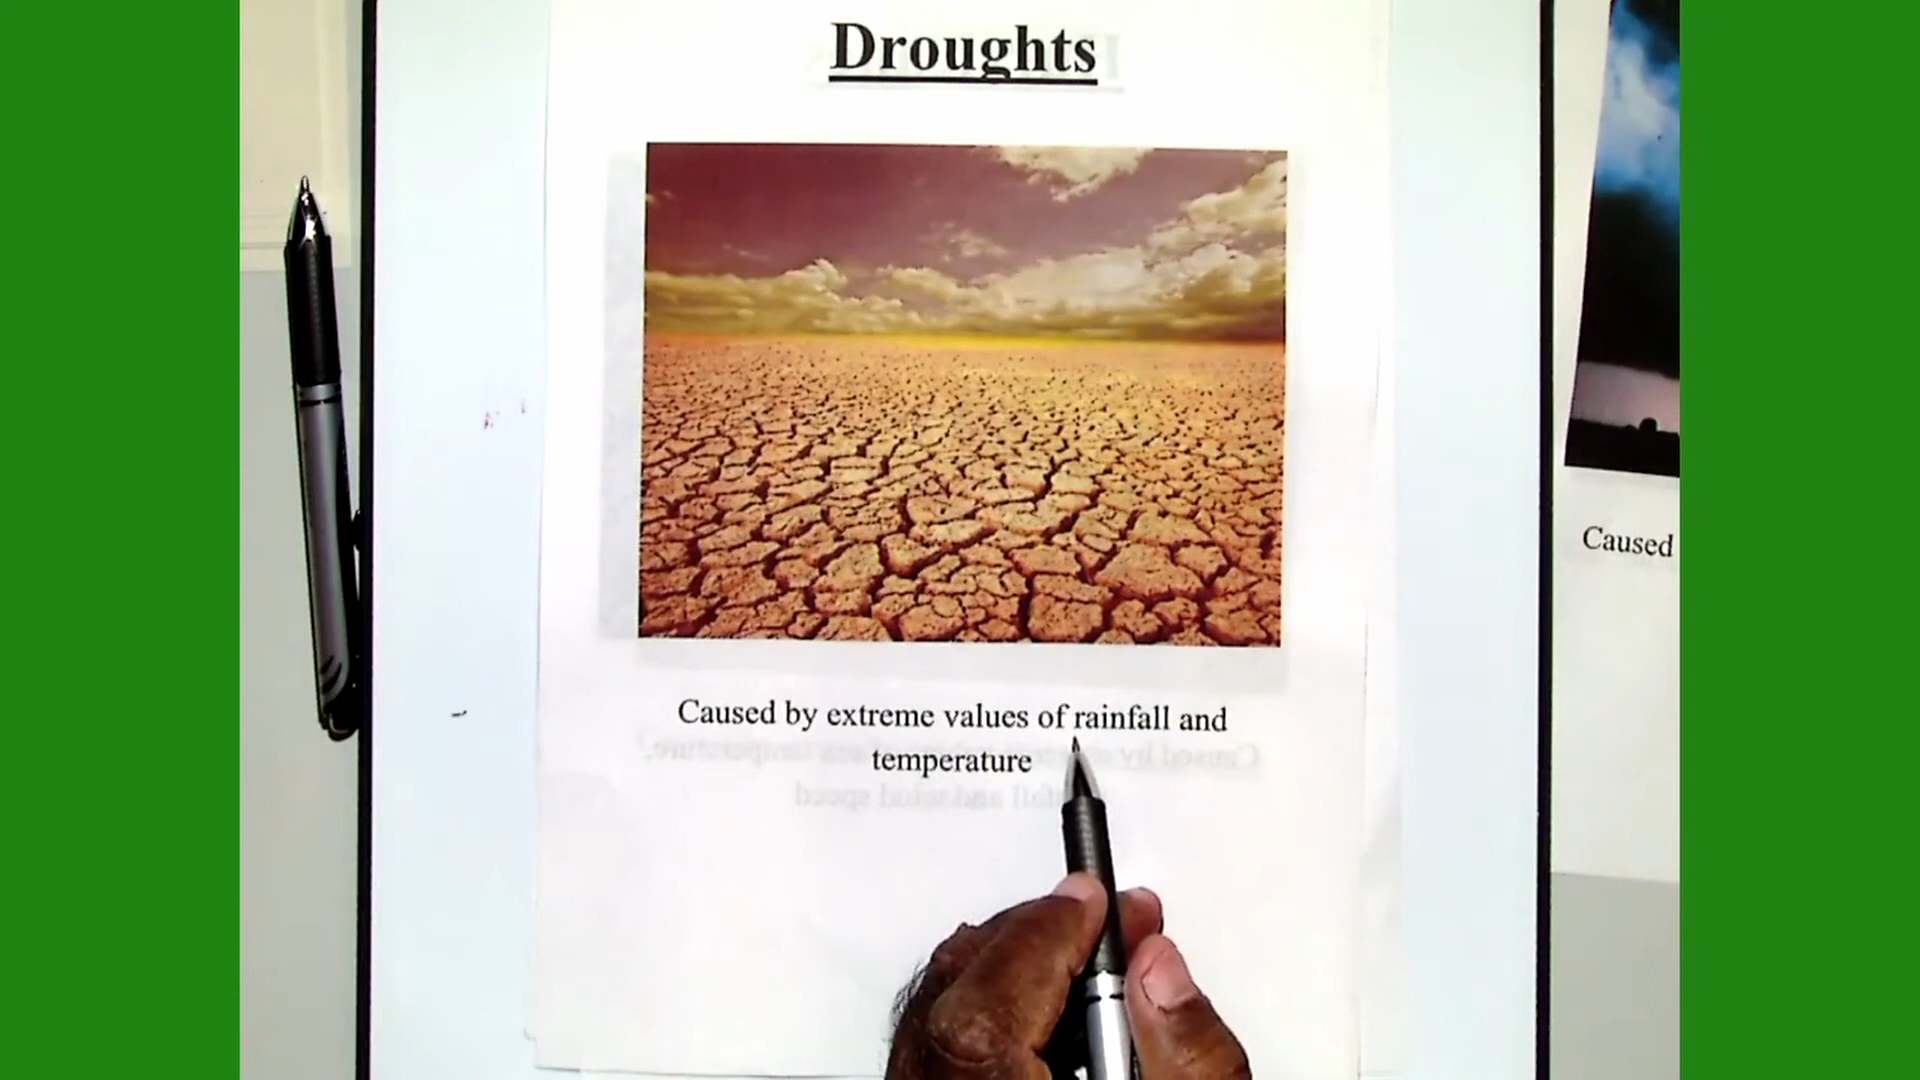 Droughts
Caused by extreme values of rainfall and
temperature
Caused